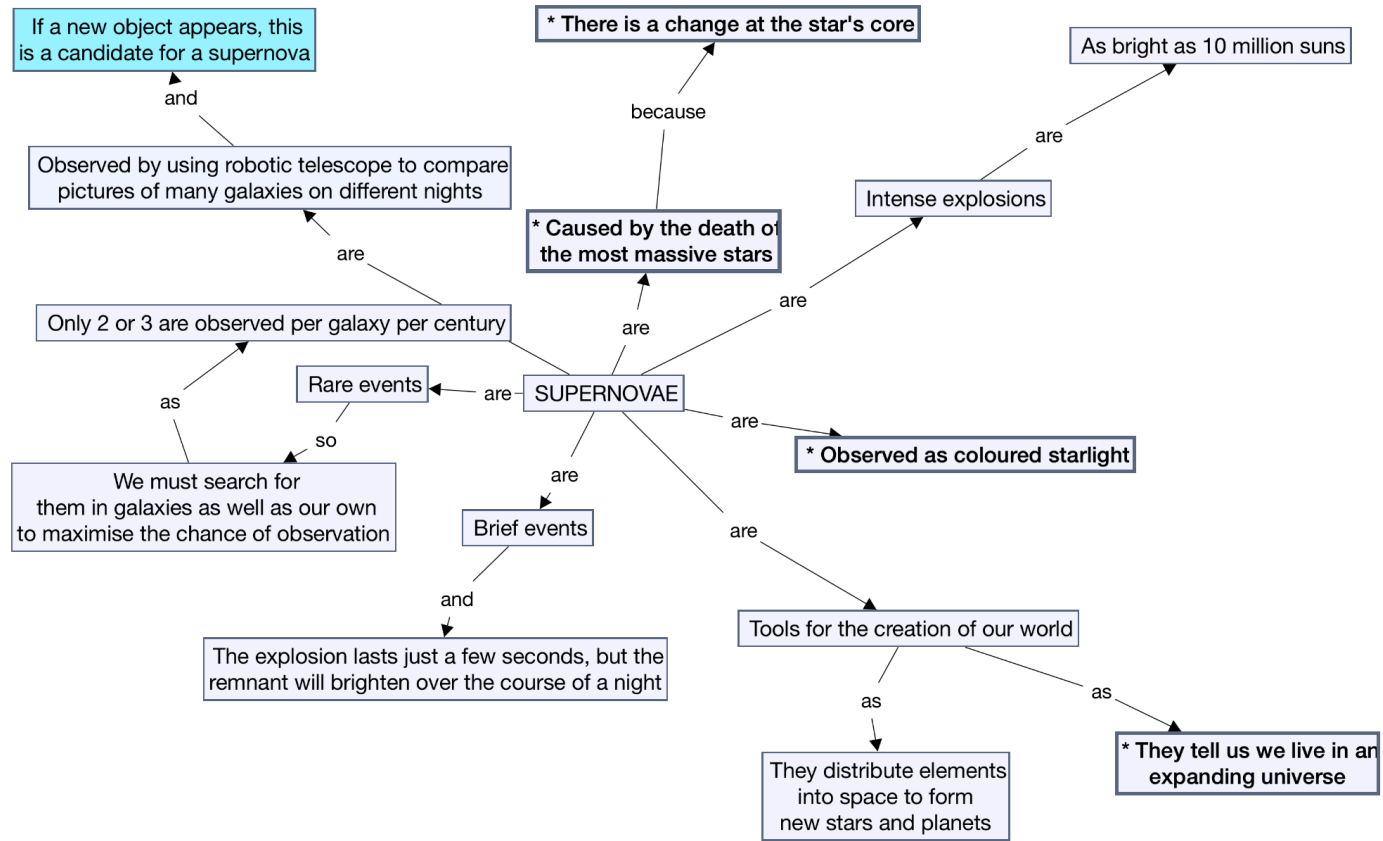 If a new object appears, this
is a candidate for a supernova
* There is a change at the star's core
As bright as 10 million suns
and
because
are
Observed by using robotic telescope to compare
pictures of many galaxies on different nights
Intense explosions
* Caused by the death of
the most massive stars
are
are
are
Only 2 or 3 are observed per galaxy per century
Rare events
are
SUPERNOVAE
as
so
are
* Observed as coloured starlight
We must search for
them in galaxies as well as our own
to maximise the chance of observation
are
Brief events
are
and
Tools for the creation of our world
The explosion lasts just a few seconds, but the
remnant will brighten over the course of a night
as
as
They distribute elements
into space to form
new stars and planets
* They tell us we live in an
expanding universe